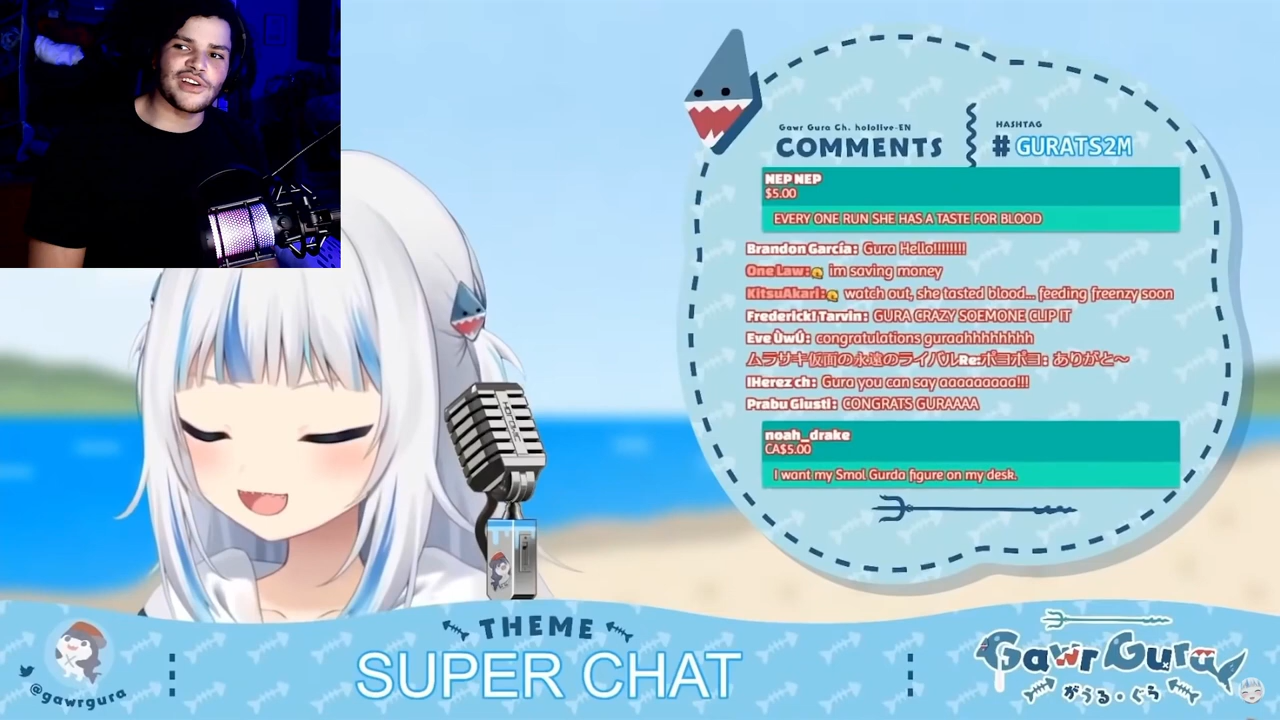 Gawr Gura Ch. hololive-EN
COMMENTS
HASHTAG
#GURATS2M
NEP NEP
$5.00
EVERY ONE RUN SHE HAS A TASTE FOR BLOOD
Brandon García: Gura Hello!!!!!!!!
One Law: im saving money
KitsuAkari: watch out, she tasted blood... feeding freenzy soon
Frederick! Tarvin: GURA CRAZY SOEMONE CLIP IT
Eve ÙwÚ: congratulations guraahhhhhhhhh
ムラサキ仮面の永遠のライバルRe:ポヨポヨ: ありがと〜
IHerez ch: Gura you can say aaaaaaaaa!!!
Prabu Giusti: CONGRATS GURAAAA
noah_drake
CA$5.00
I want my Smol Gurda figure on my desk.
THEME
SUPER CHAT
@gawrgura
Gawr Gura
がうる・ぐら